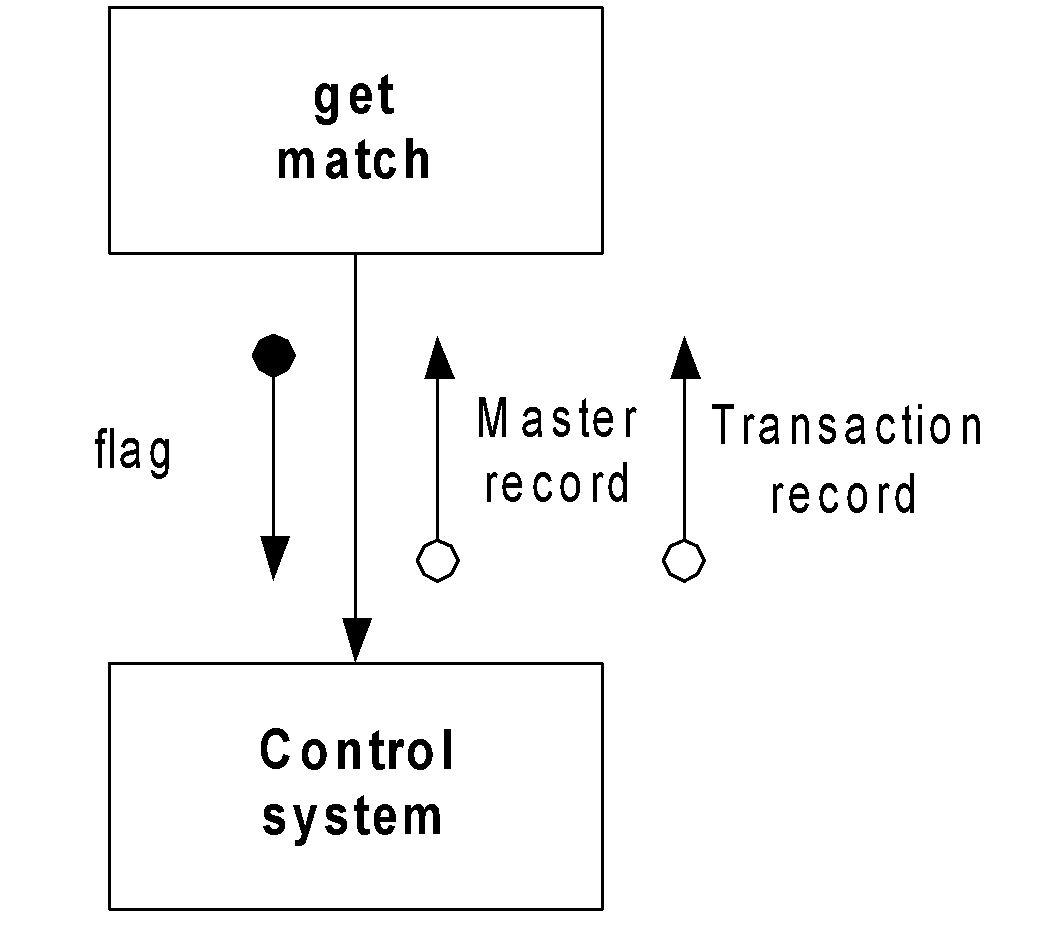 get
match
flag
Master
record
Transaction
record
Control
system